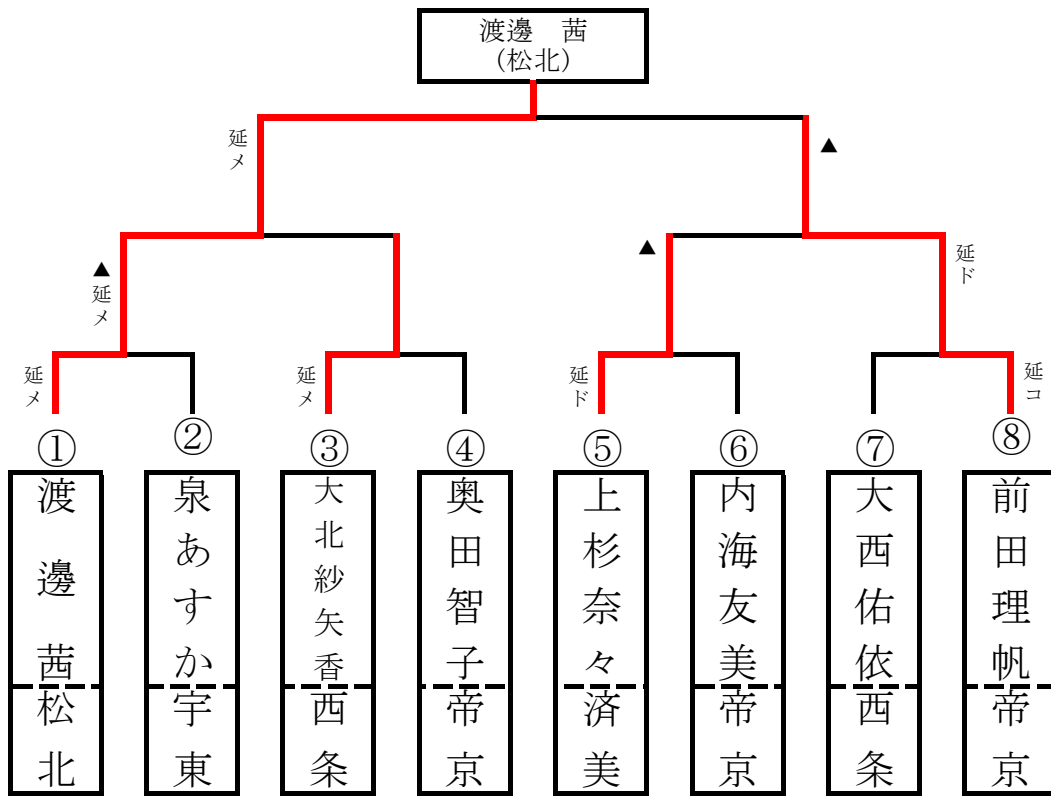 渡邊　茜
（松北）
延メ
▲
▲延メ
▲
延ド
延メ
延メ
延ド
延コ
①
②
③
④
⑤
⑥
⑦
⑧
渡邊茜
泉あすか
大北紗矢香
奥田智子
上杉奈々
内海友美
大西佑依
前田理帆
松北
宇東
西条
帝京
済美
帝京
西条
帝京